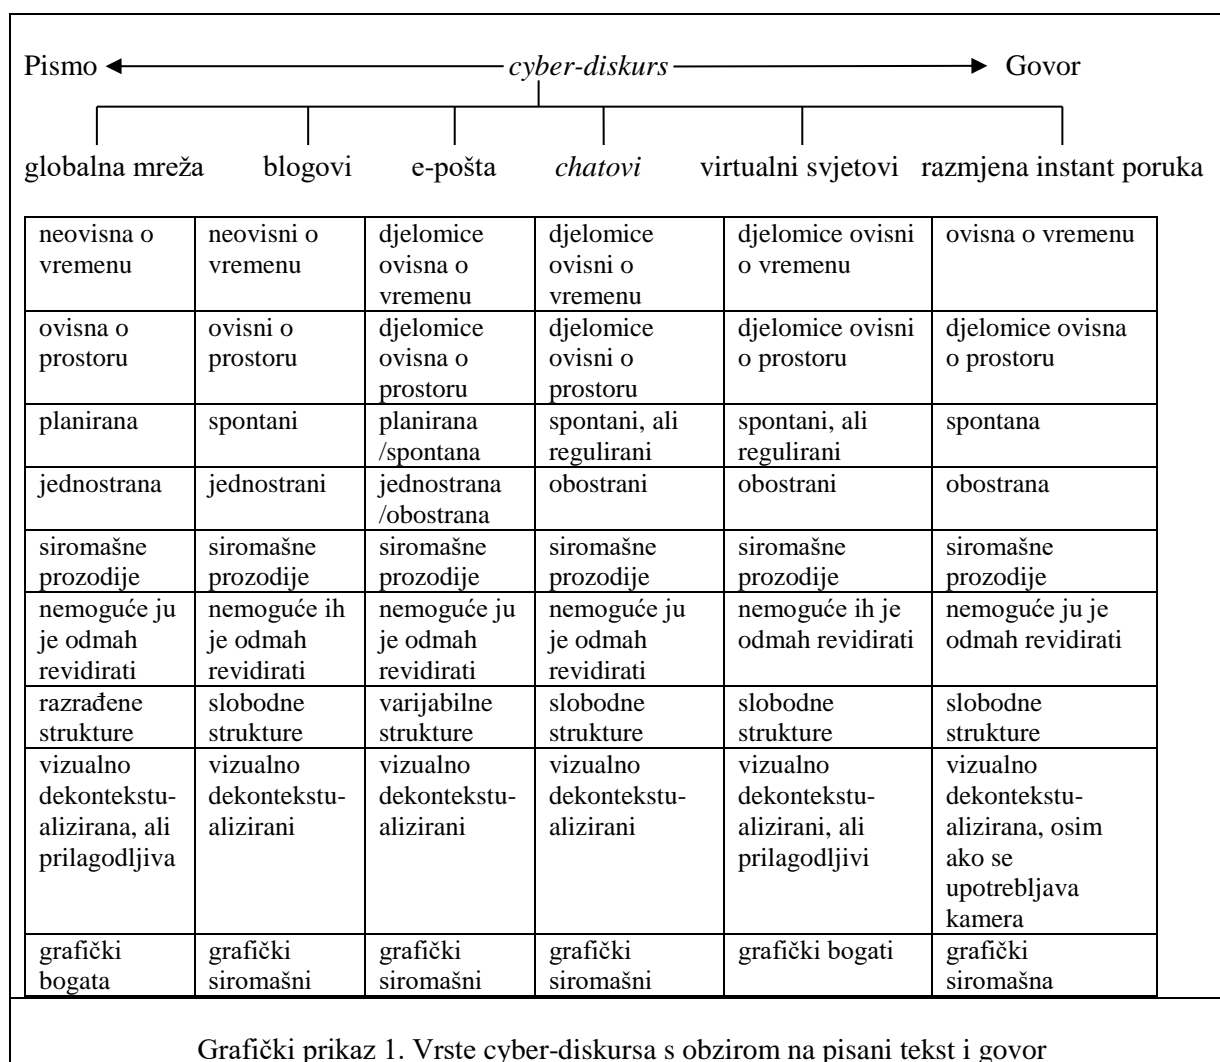 Pismo cyber-diskurs Govor
globalna mreža blogovi e-pošta chatovi virtualni svjetovi razmjena instant poruka
neovisna o
vremenu
neovisni o
vremenu
djelomice
ovisna o
vremenu
djelomice
ovisni o
vremenu
djelomice ovisni
o vremenu
ovisna o vremenu
ovisna o
prostoru
ovisni o
prostoru
djelomice
ovisna o
prostoru
djelomice
ovisni o
prostoru
djelomice ovisni
o prostoru
djelomice ovisna
o prostoru
planirana
spontani
planirana
/spontana
spontani, ali
regulirani
spontani, ali
regulirani
spontana
jednostrana
jednostrani
jednostrana
/obostrana
obostrani
obostrani
obostrana
siromašne
prozodije
siromašne
prozodije
siromašne
prozodije
siromašne
prozodije
siromašne
prozodije
siromašne
prozodije
nemoguće ju
je odmah
revidirati
nemoguće ih
je odmah
revidirati
nemoguće ju
je odmah
revidirati
nemoguće ju
je odmah
revidirati
nemoguće ih je
odmah revidirati
nemoguće ju je
odmah revidirati
razrađene
strukture
slobodne
strukture
varijabilne
strukture
slobodne
strukture
slobodne
strukture
slobodne
strukture
vizualno
dekontekstu-
alizirana, ali
prilagodljiva
vizualno
dekontekstu-
alizirani
vizualno
dekontekstu-
alizirani
vizualno
dekontekstu-
alizirani
vizualno
dekontekstu-
alizirani, ali
prilagodljivi
vizualno
dekontekstu-
alizirana, osim
ako se
upotrebljava
kamera
grafički
bogata
grafički
siromašni
grafički
siromašni
grafički
siromašni
grafički bogati
grafički
siromašna
Grafički prikaz 1. Vrste cyber-diskursa s obzirom na pisani tekst i govor